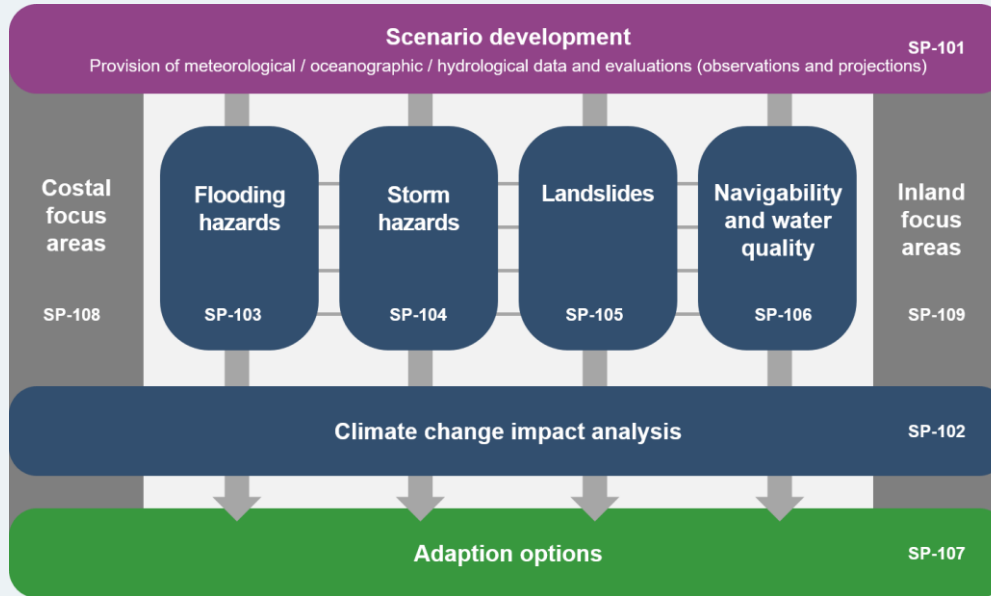 Scenario development
SP-101
Provision of meteorological / oceanographic / hydrological data and evaluations (observations and projections)
Costal
focus
areas
SP-108
Flooding
hazards
SP-103
Storm
hazards
SP-104
Landslides
SP-105
Navigability
and water
quality
SP-106
Inland
focus
areas
SP-109
Climate change impact analysis
SP-102
Adaption options
SP-107